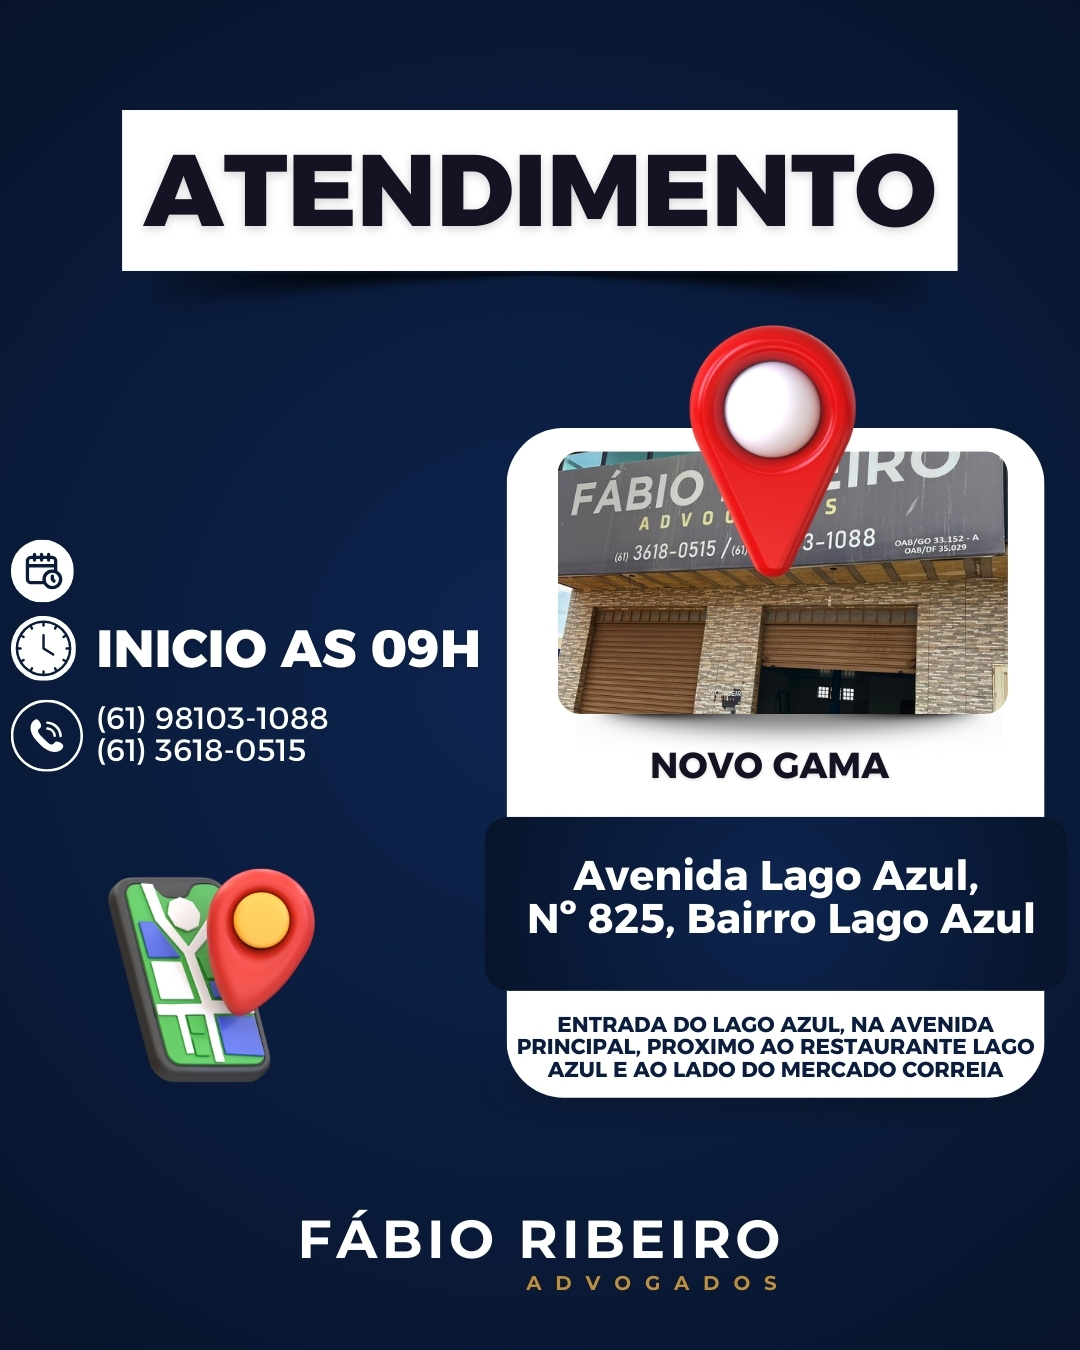 ATENDIMENTO
FÁBIO
ADVO S
(61) 3618-0515 / (61) 3-1088
OAB/GO 33.152 - A
OAB/DF 35.029
INICIO AS 09H
(61) 98103-1088
(61) 3618-0515
NOVO GAMA
Avenida Lago Azul,
Nº 825, Bairro Lago Azul
ENTRADA DO LAGO AZUL, NA AVENIDA
PRINCIPAL, PROXIMO AO RESTAURANTE LAGO
AZUL E AO LADO DO MERCADO CORREIA
FÁBIO RIBEIRO
ADVOGADOS